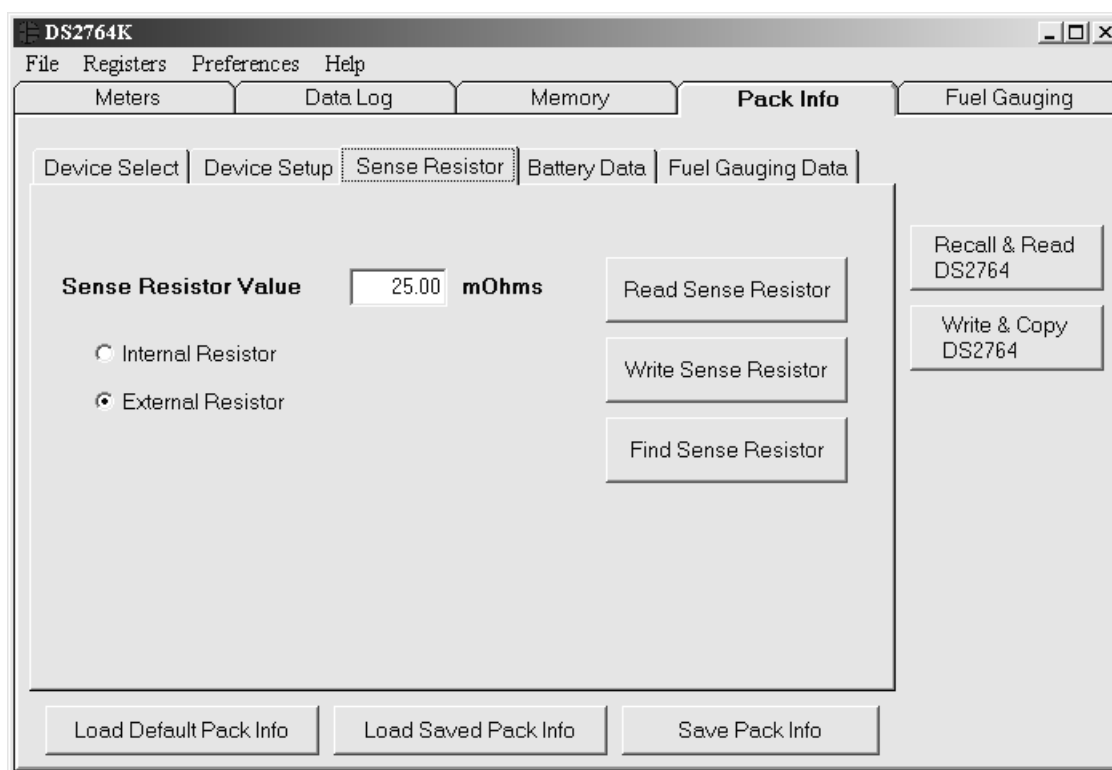 DS2764K
File Registers Preferences Help
Meters Data Log Memory Pack Info Fuel Gauging
Device Select Device Setup Sense Resistor Battery Data Fuel Gauging Data
Sense Resistor Value 25.00 mOhms
Internal Resistor
External Resistor
Read Sense Resistor
Write Sense Resistor
Find Sense Resistor
Recall & Read
DS2764
Write & Copy
DS2764
Load Default Pack Info Load Saved Pack Info Save Pack Info